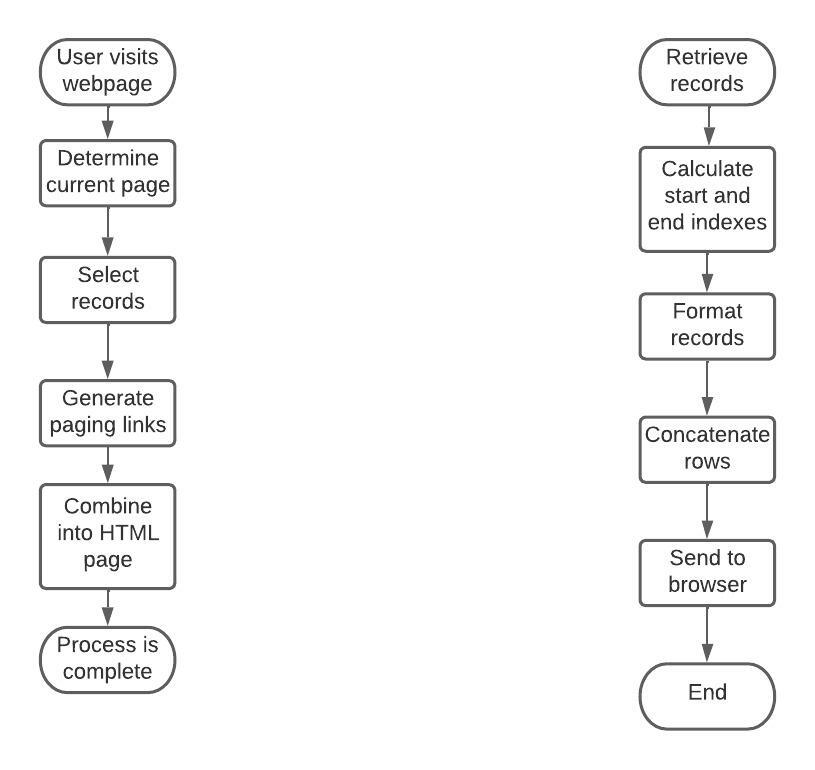 User visits
webpage
Determine
current page
Select
records
Generate
paging links
Combine
into HTML
page
Process is
complete
Retrieve
records
Calculate
start and
end indexes
Format
records
Concatenate
rows
Send to
browser
End